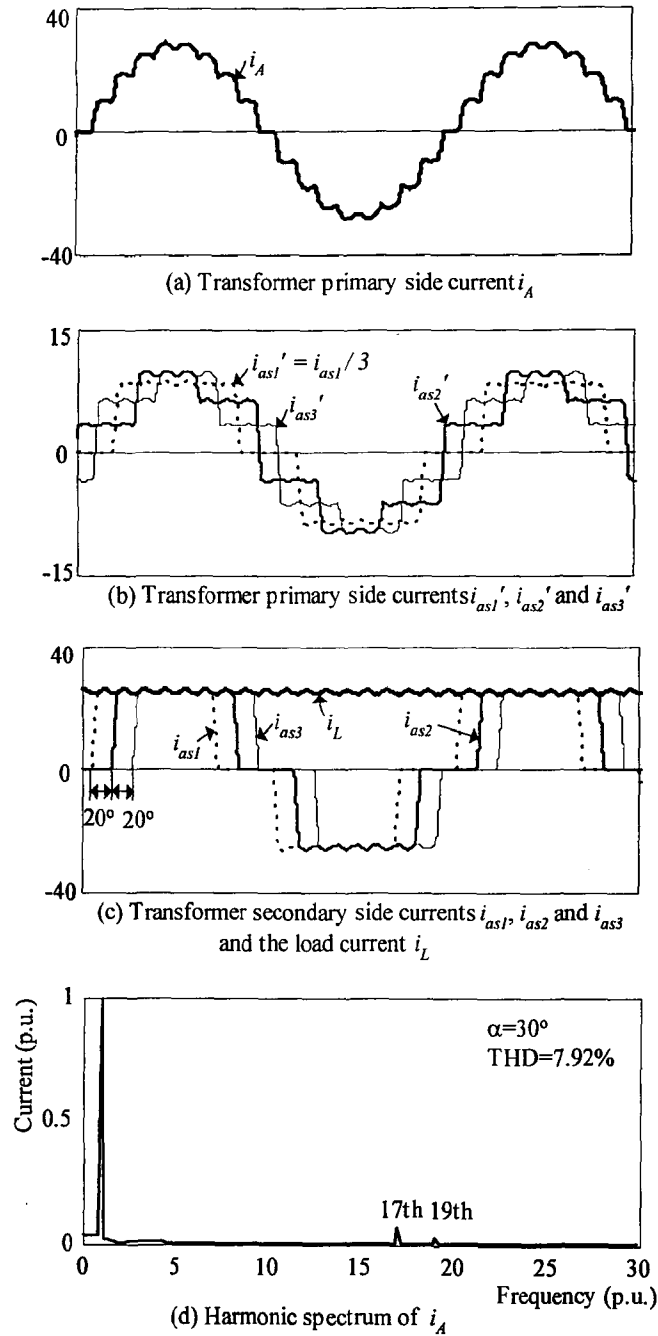 40
i_A
0
-40
(a) Transformer primary side current i_A
15
i_as1' = i_as1/3
i_as3'
i_as2'
0
-15
(b) Transformer primary side currents i_as1', i_as2' and i_as3'
40
i_as1
i_as3
i_L
i_as2
0
20° 20°
-40
(c) Transformer secondary side currents i_as1, i_as2 and i_as3
and the load current i_L
Current (p.u.)
1
α=30°
THD=7.92%
0.5
17th 19th
0
0 5 10 15 20 25 30
Frequency (p.u.)
(d) Harmonic spectrum of i_A